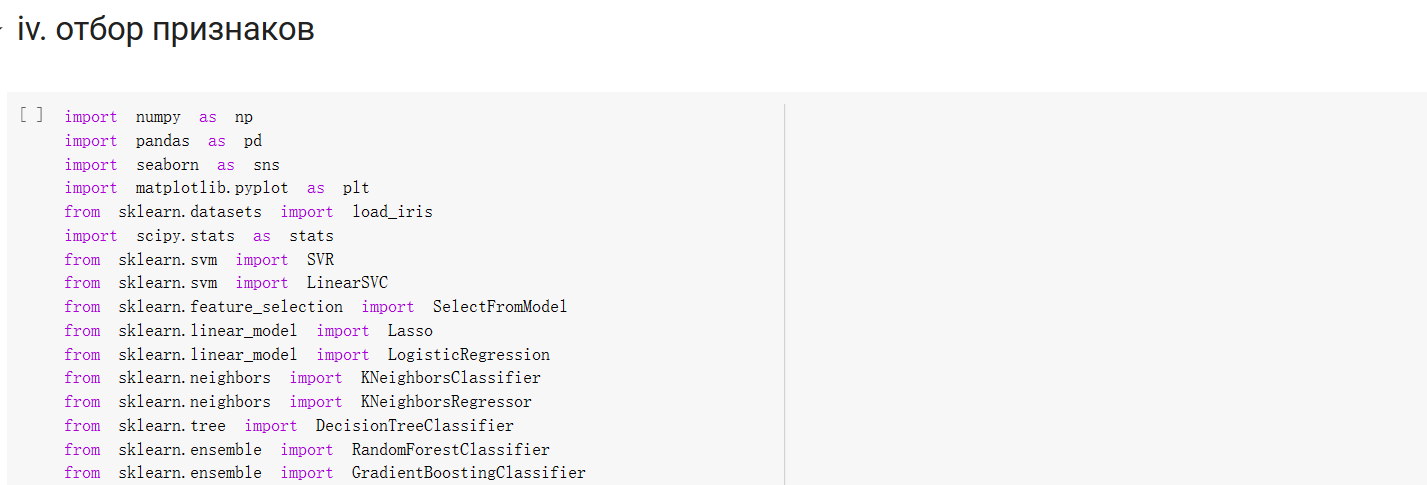 iv. отбор признаков
[ ] import numpy as np
import pandas as pd
import seaborn as sns
import matplotlib.pyplot as plt
from sklearn.datasets import load_iris
import scipy.stats as stats
from sklearn.svm import SVR
from sklearn.svm import LinearSVC
from sklearn.feature_selection import SelectFromModel
from sklearn.linear_model import Lasso
from sklearn.linear_model import LogisticRegression
from sklearn.neighbors import KNeighborsClassifier
from sklearn.neighbors import KNeighborsRegressor
from sklearn.tree import DecisionTreeClassifier
from sklearn.ensemble import RandomForestClassifier
from sklearn.ensemble import GradientBoostingClassifier